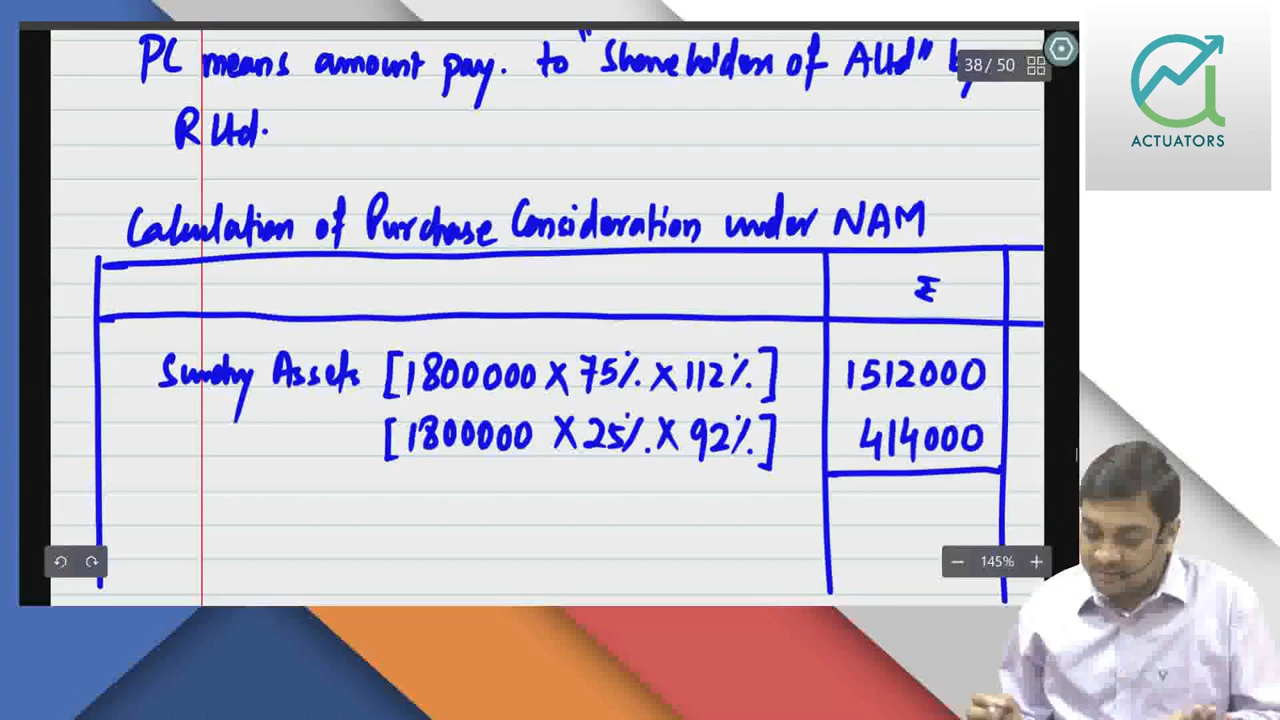 PC means amount pay. to "Shareholders of A Ltd"
38/50
R Ltd.
ACTUATORS
Calculation of Purchase Consideration under NAM
₹
Sundry Assets [1800000 X 75% X 112%.] 1512000
[1800000 X 25%. X 92%.] 414000
145%